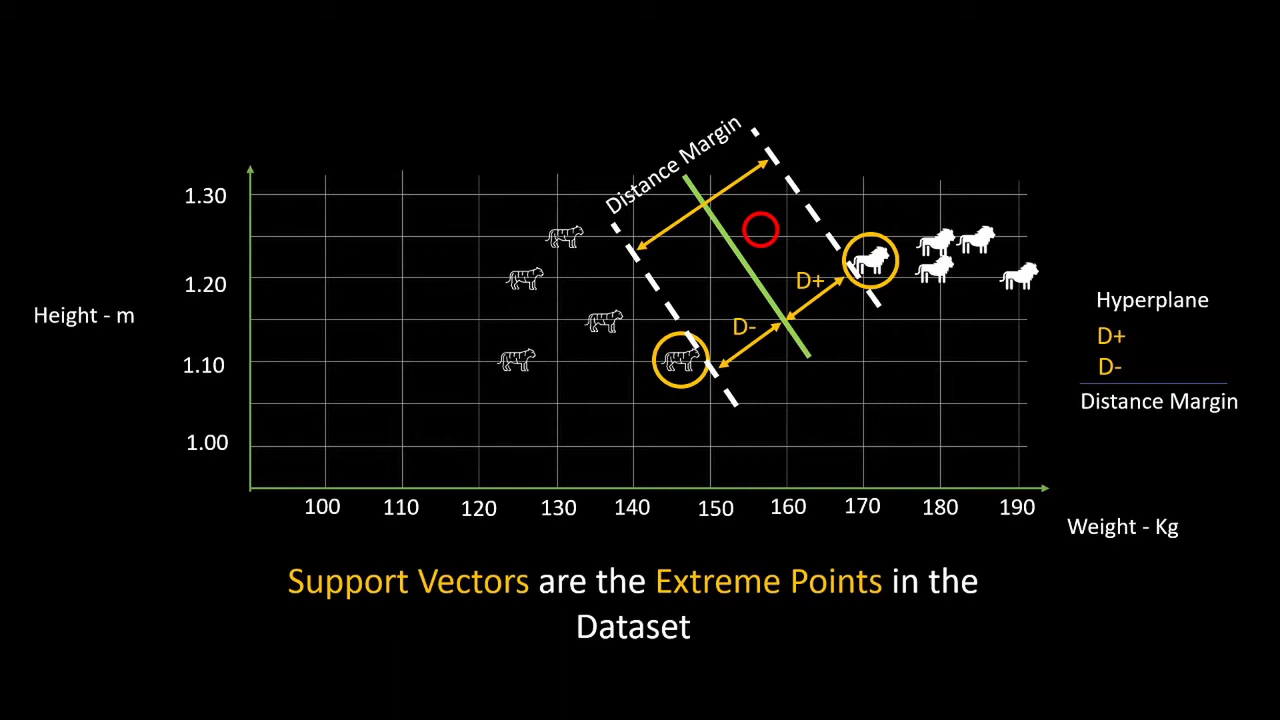 Distance Margin
1.30
1.20
1.10
1.00
Height - m
D+
D-
Hyperplane
D+
D-
Distance Margin
100 110 120 130 140 150 160 170 180 190
Weight - Kg
Support Vectors are the Extreme Points in the
Dataset